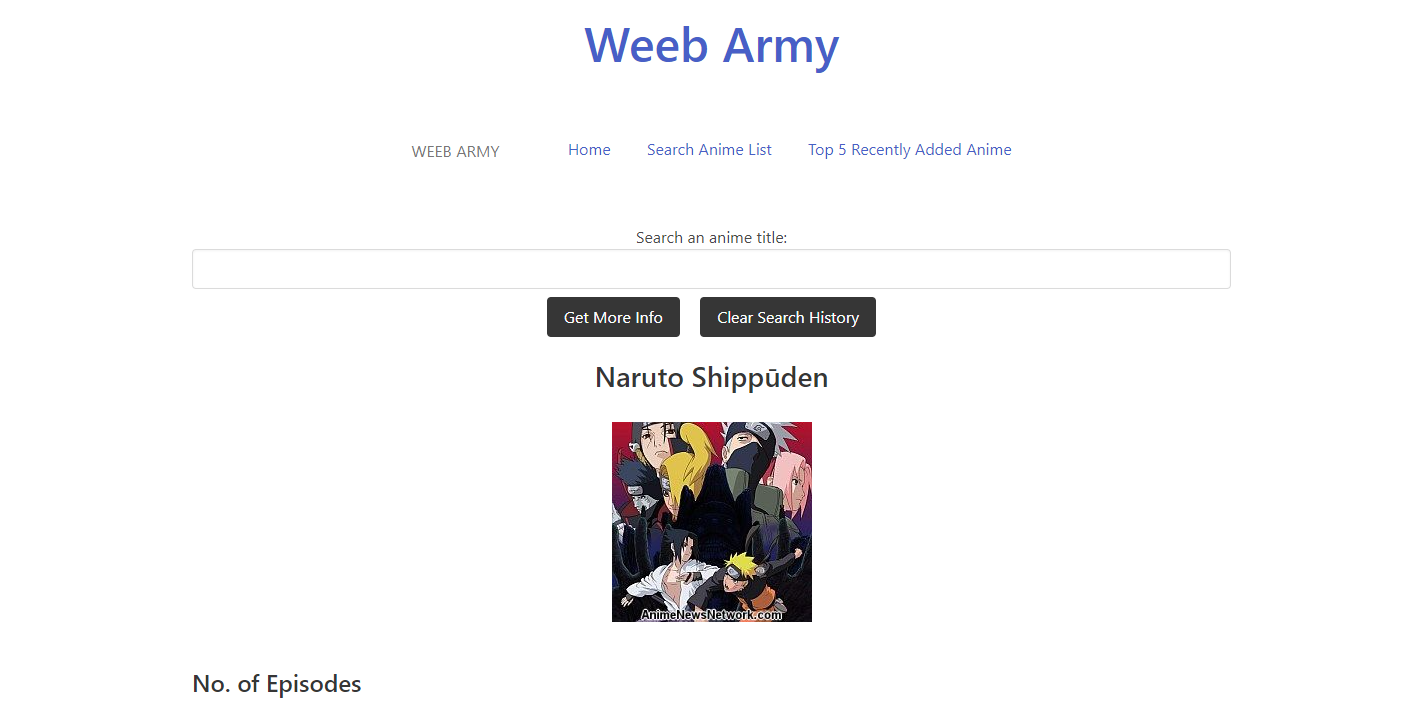 Weeb Army
WEEB ARMY Home Search Anime List Top 5 Recently Added Anime
Search an anime title:
Get More Info Clear Search History
Naruto Shippūden
AnimeNewsNetwork.com
No. of Episodes